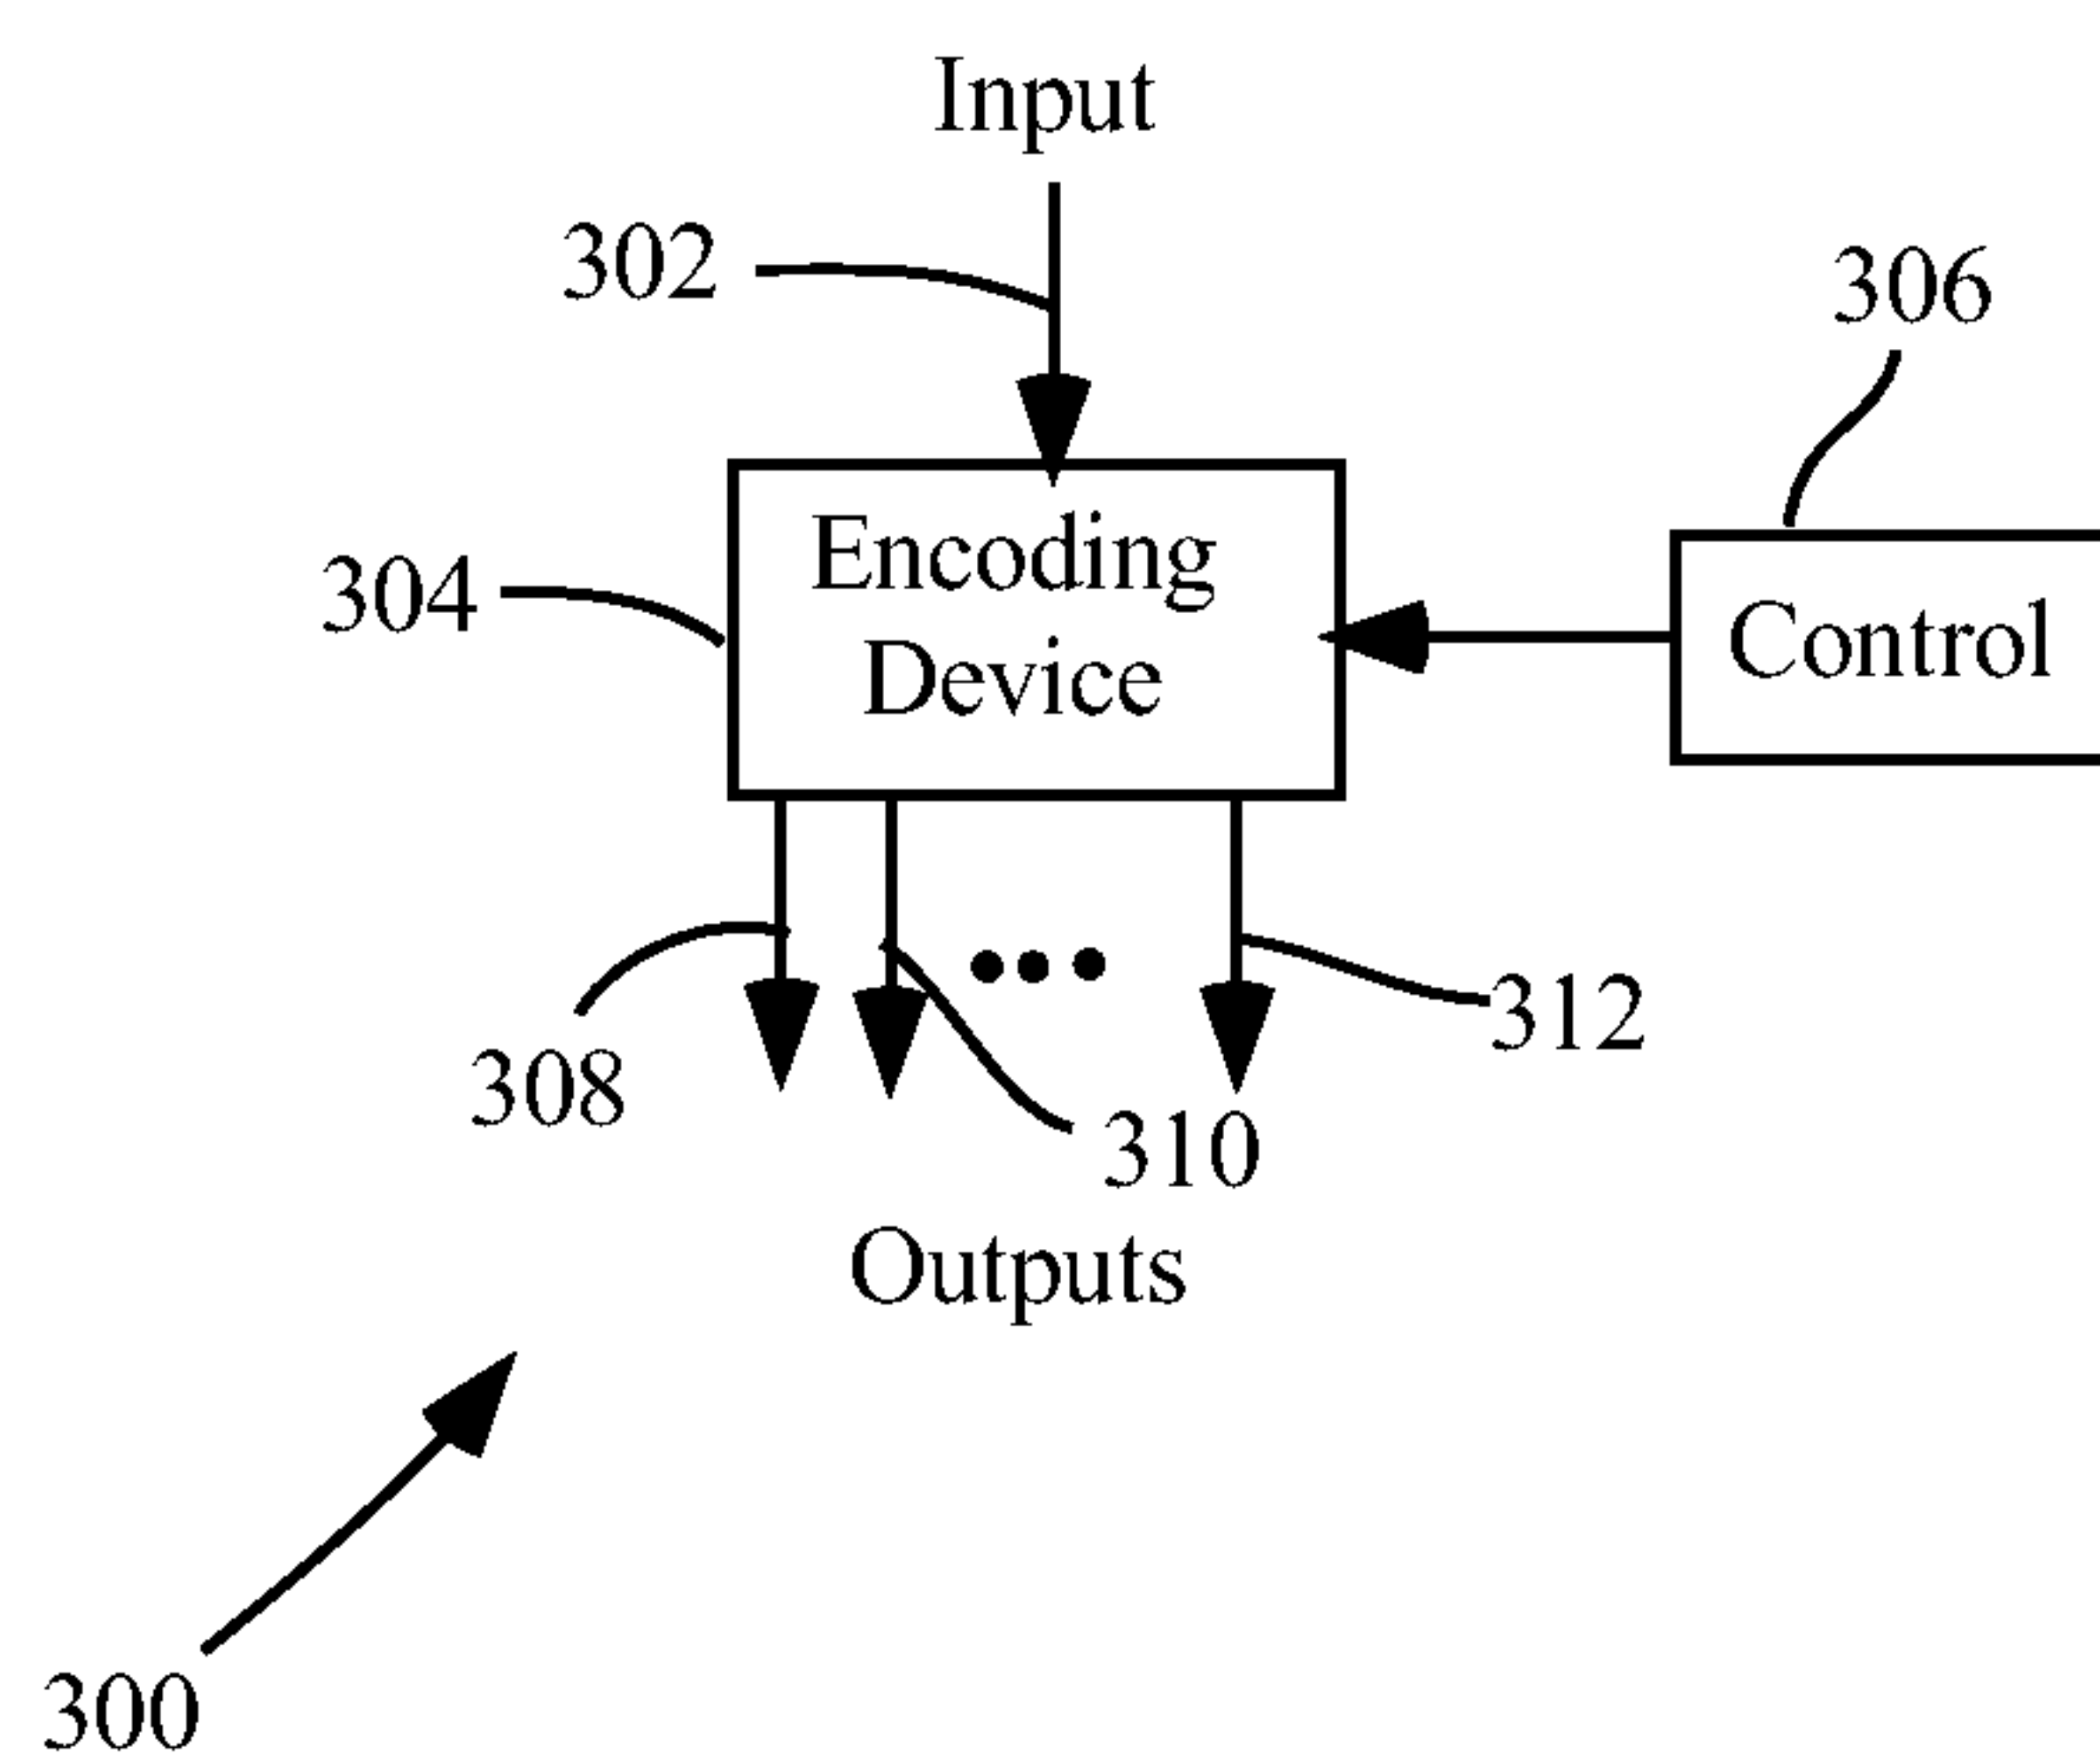 Input
302
306
Encoding
Device
304
Control
308
312
310
Outputs
300